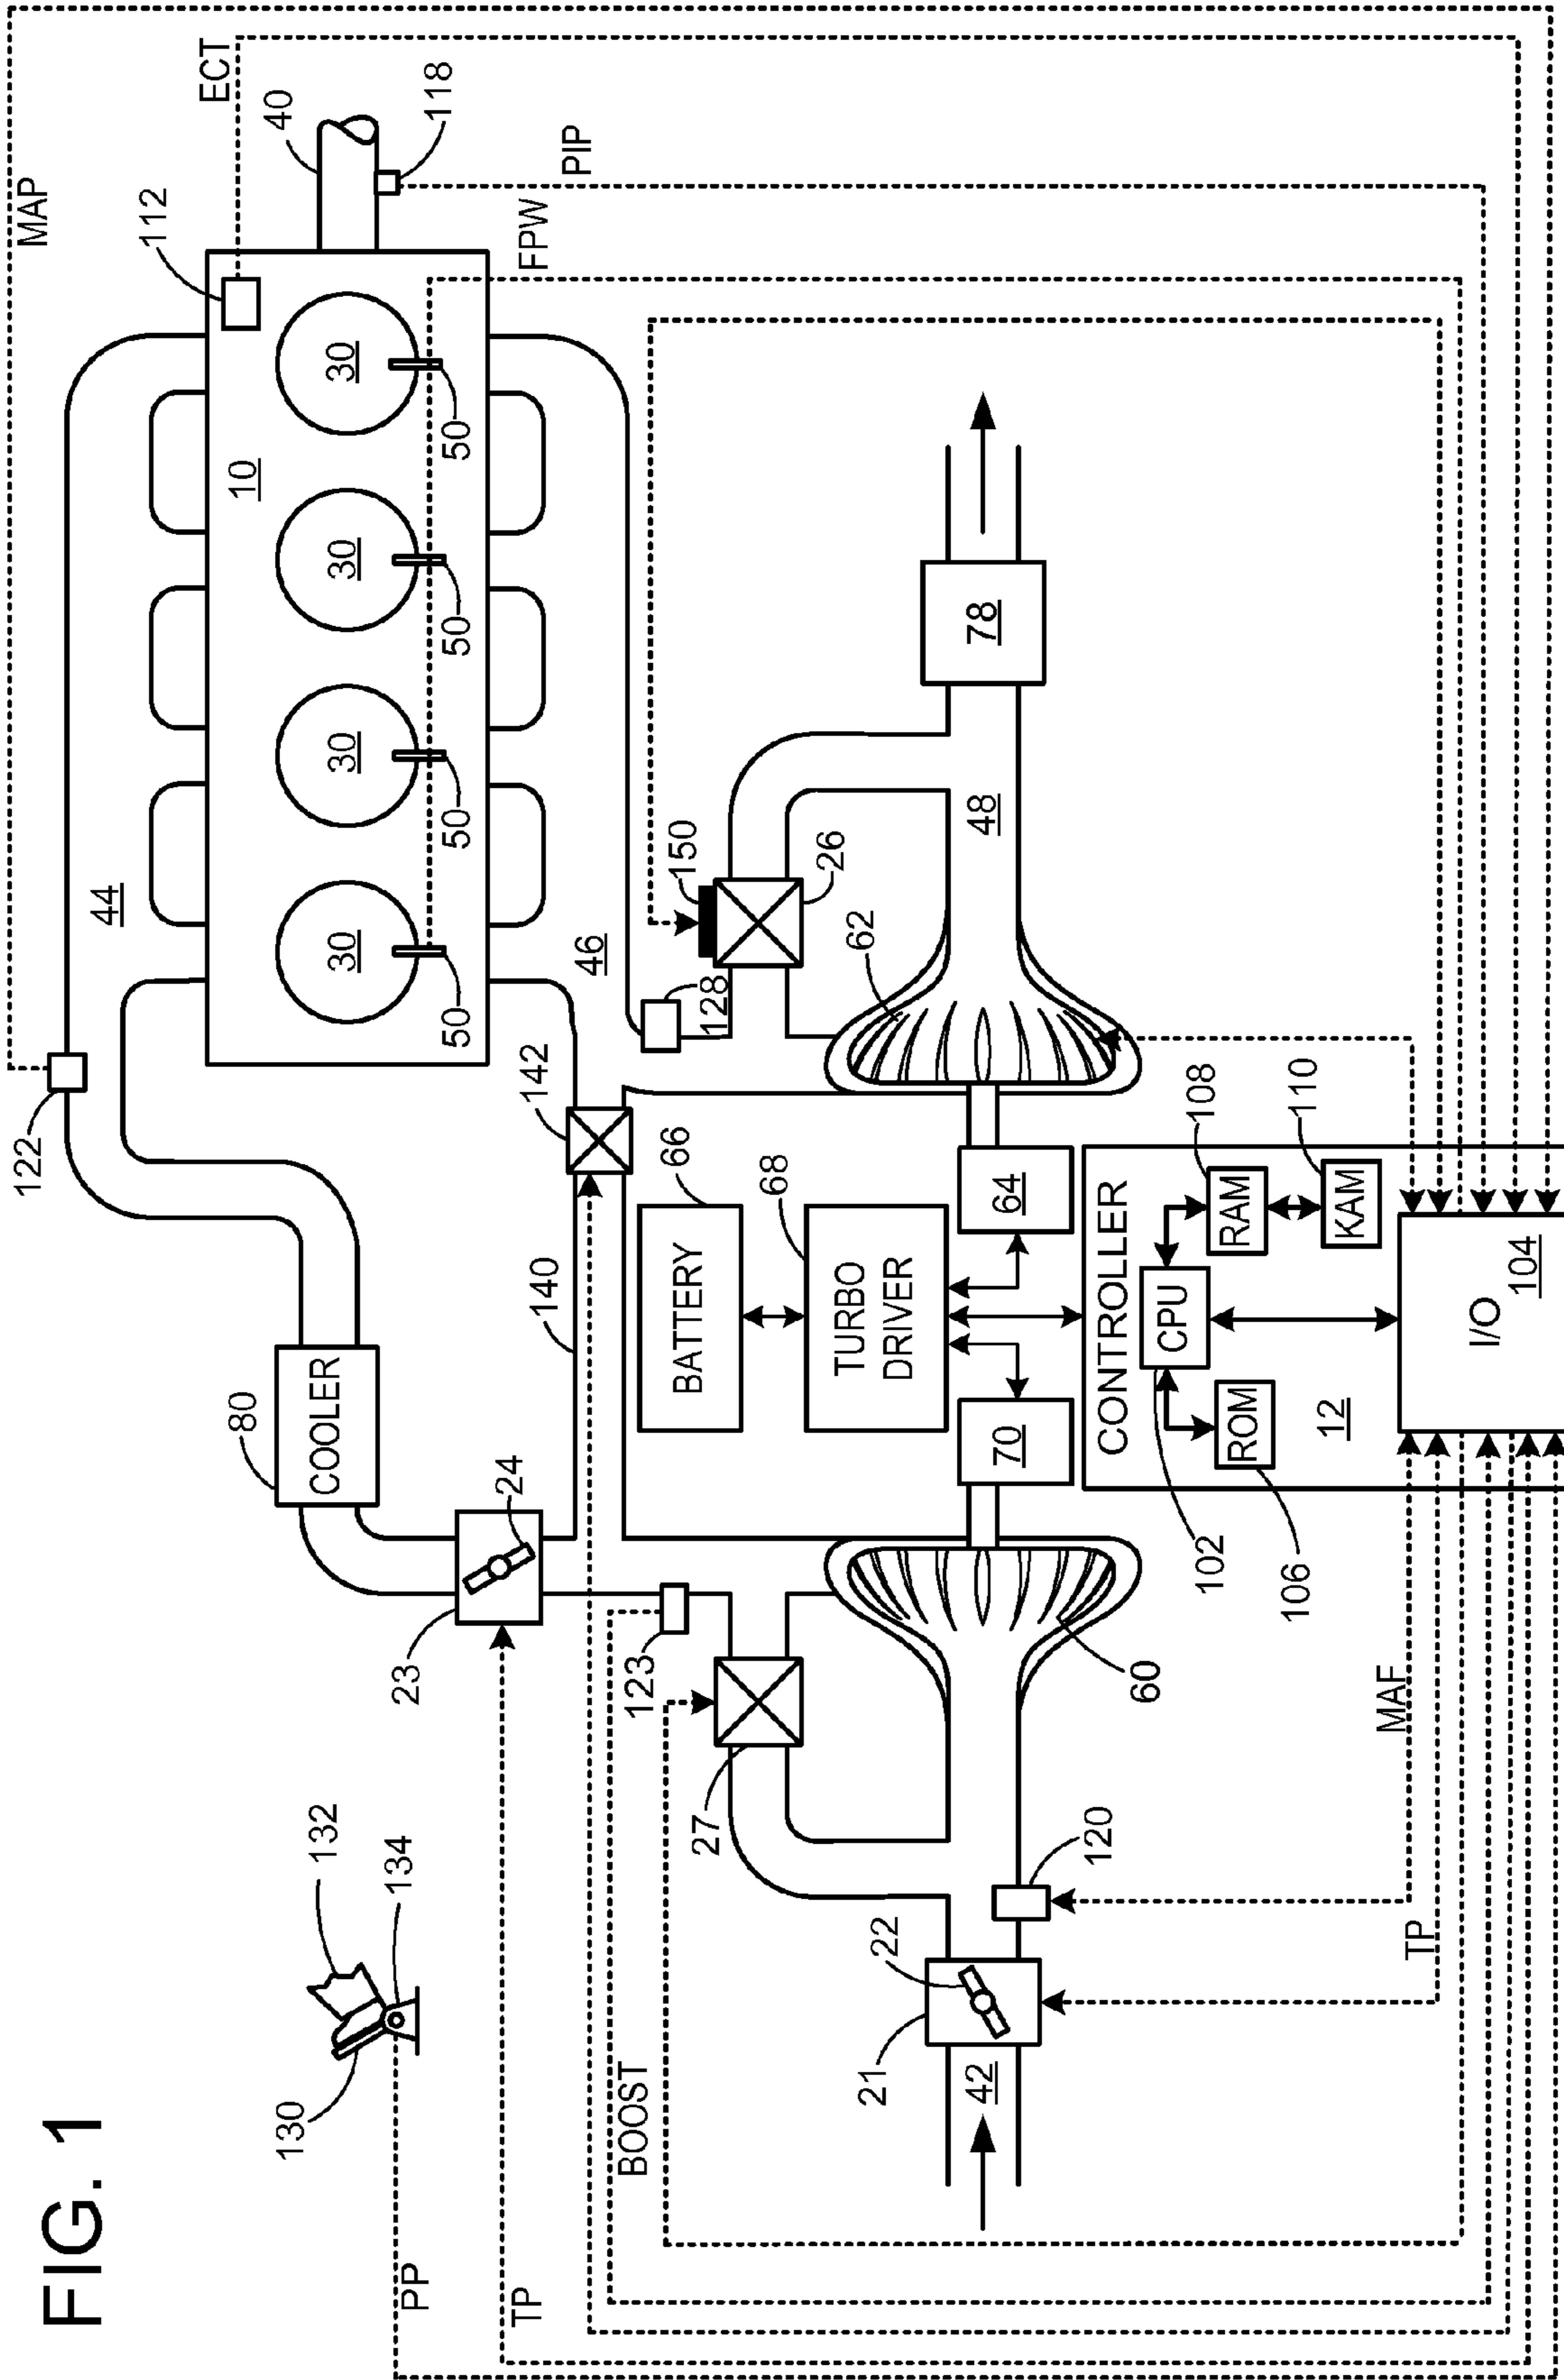 FIG. 1
MAP
ECT
40
118
112
PIP
FPW
44
10
30
30
30
30
50
50
50
50
122
80
COOLER
24
23
142
140
46
128
150
26
62
48
78
66
BATTERY
68
TURBO
DRIVER
64
70
132
134
130
PP
TP
BOOST
123
27
60
120
22
21
42
MAF
TP
CONTROLLER
108
110
RAM
KAM
CPU
ROM
12
102
106
I/O
104